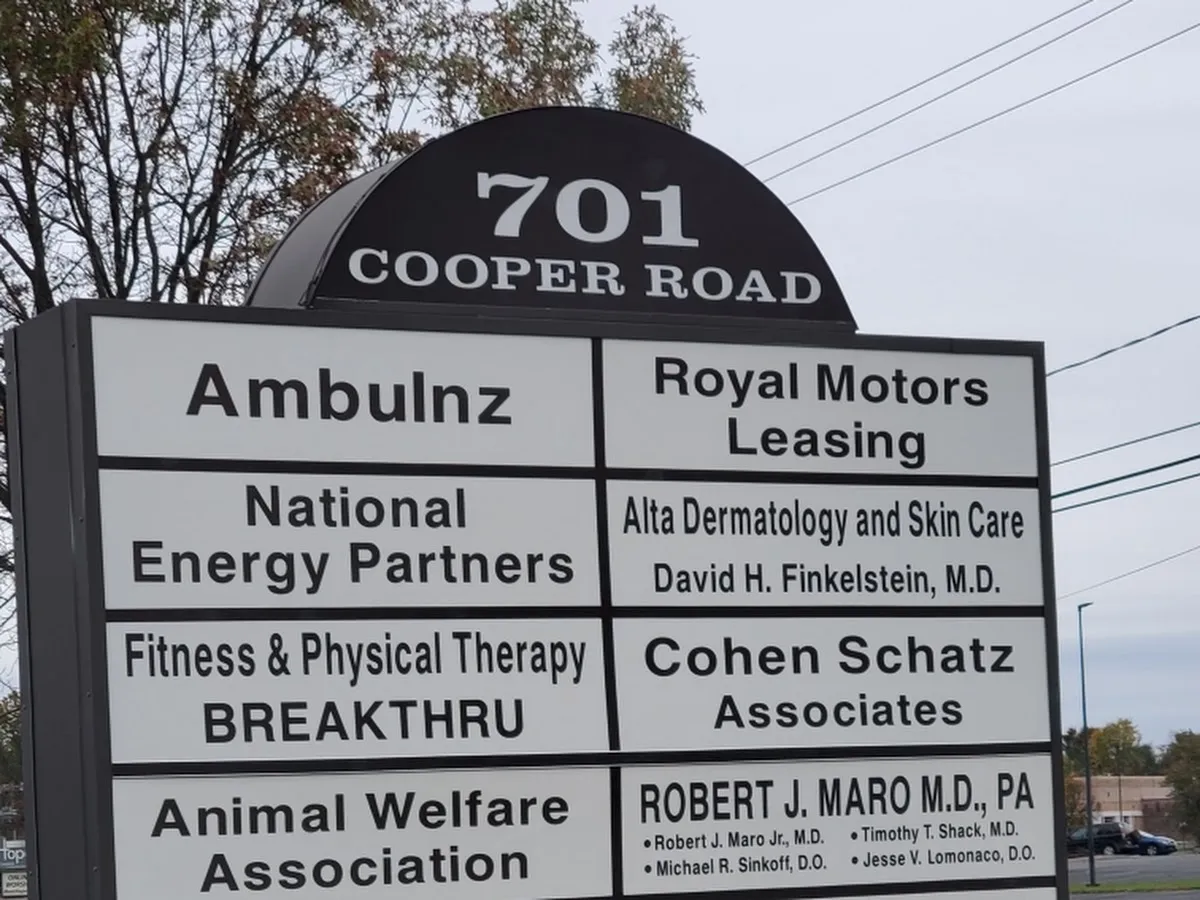 701
COOPER ROAD
Ambulnz
Royal Motors
Leasing
National
Energy Partners
Alta Dermatology and Skin Care
David H. Finkelstein, M.D.
Fitness & Physical Therapy
BREAKTHRU
Cohen Schatz
Associates
Animal Welfare
Association
ROBERT J. MARO M.D., PA
• Robert J. Maro Jr., M.D.
• Timothy T. Shack, M.D.
• Michael R. Sinkoff, D.O.
• Jesse V. Lomonaco, D.O.